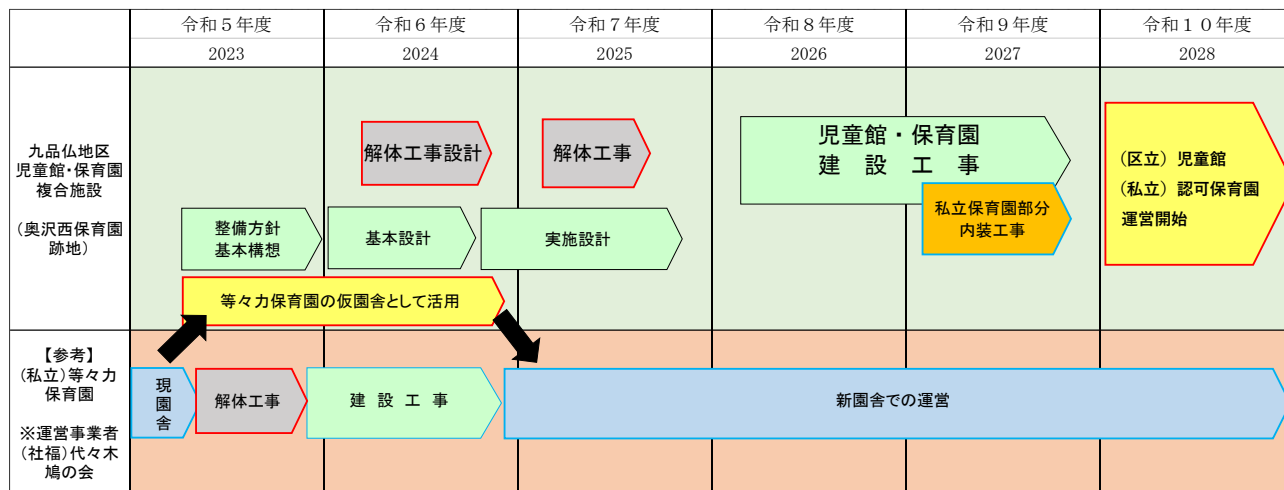 令和５年度
令和６年度
令和７年度
令和８年度
令和９年度
令和１０年度
2023
2024
2025
2026
2027
2028
九品仏地区
児童館・保育園
複合施設
(奥沢西保育園
跡地)
解体工事設計
解体工事
児童館・保育園
建設工事
(区立) 児童館
(私立) 認可保育園
運営開始
私立保育園部分
内装工事
整備方針
基本構想
基本設計
実施設計
等々力保育園の仮園舎として活用
【参考】
(私立)等々力
保育園
※運営事業者
(社福)代々木
鳩の会
現
園
舎
解体工事
建設工事
新園舎での運営